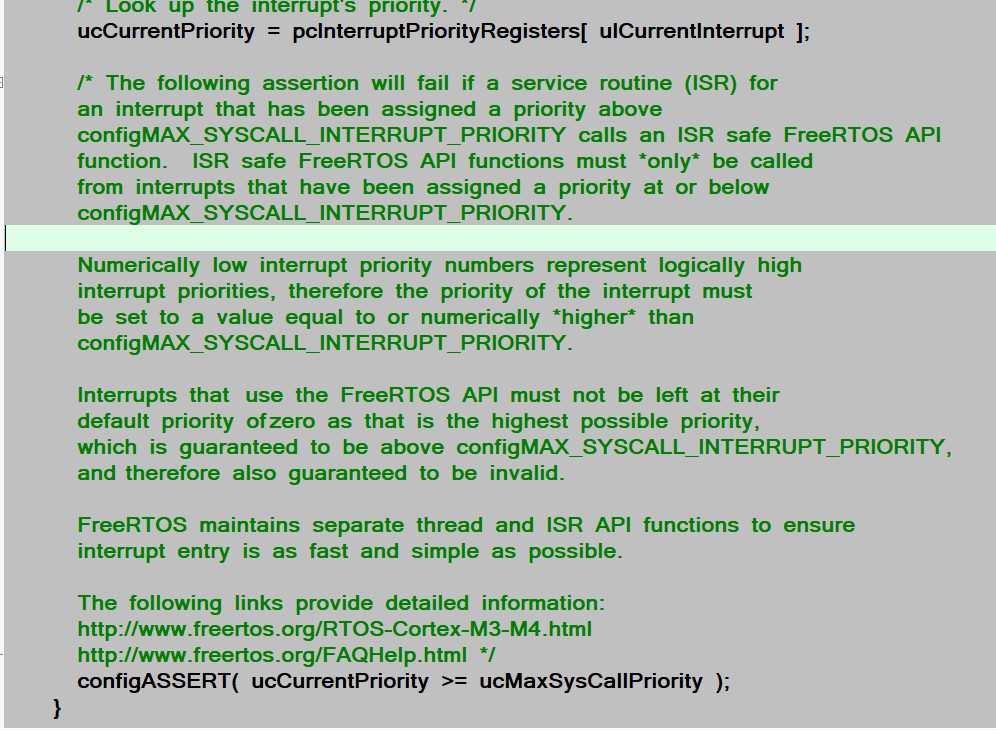 /* Look up the interrupt's priority. */
ucCurrentPriority = pcInterruptPriorityRegisters[ ulCurrentInterrupt ];
/* The following assertion will fail if a service routine (ISR) for
an interrupt that has been assigned a priority above
configMAX_SYSCALL_INTERRUPT_PRIORITY calls an ISR safe FreeRTOS API
function.  ISR safe FreeRTOS API functions must *only* be called
from interrupts that have been assigned a priority at or below
configMAX_SYSCALL_INTERRUPT_PRIORITY.
Numerically low interrupt priority numbers represent logically high
interrupt priorities, therefore the priority of the interrupt must
be set to a value equal to or numerically *higher* than
configMAX_SYSCALL_INTERRUPT_PRIORITY.
Interrupts that use the FreeRTOS API must not be left at their
default priority of zero as that is the highest possible priority,
which is guaranteed to be above configMAX_SYSCALL_INTERRUPT_PRIORITY,
and therefore also guaranteed to be invalid.
FreeRTOS maintains separate thread and ISR API functions to ensure
interrupt entry is as fast and simple as possible.
The following links provide detailed information:
http://www.freertos.org/RTOS-Cortex-M3-M4.html
http://www.freertos.org/FAQHelp.html */
configASSERT( ucCurrentPriority >= ucMaxSysCallPriority );
}